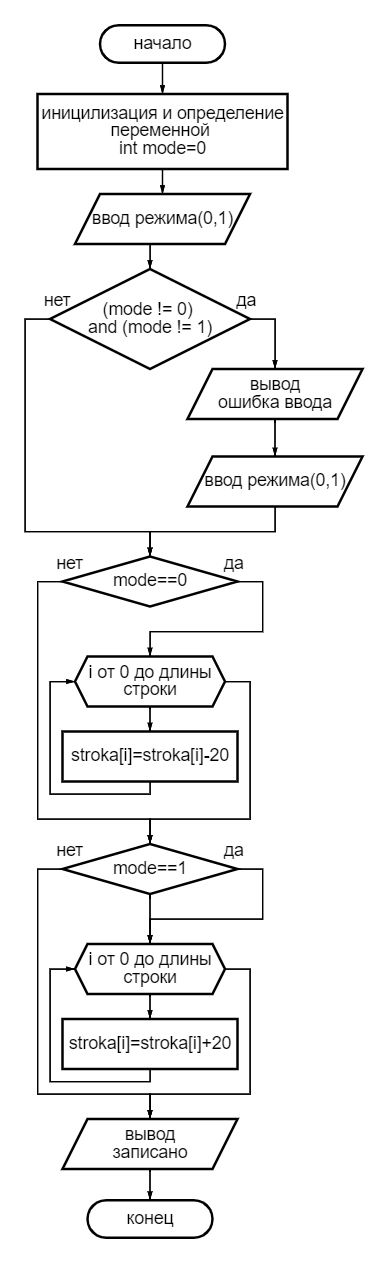 начало
иницилизация и определение
переменной
int mode=0
ввод режима(0,1)
нет
да
(mode != 0)
and (mode != 1)
вывод
ошибка ввода
ввод режима(0,1)
нет
да
mode==0
i от 0 до длины
строки
stroka[i]=stroka[i]-20
нет
да
mode==1
i от 0 до длины
строки
stroka[i]=stroka[i]+20
вывод
записано
конец